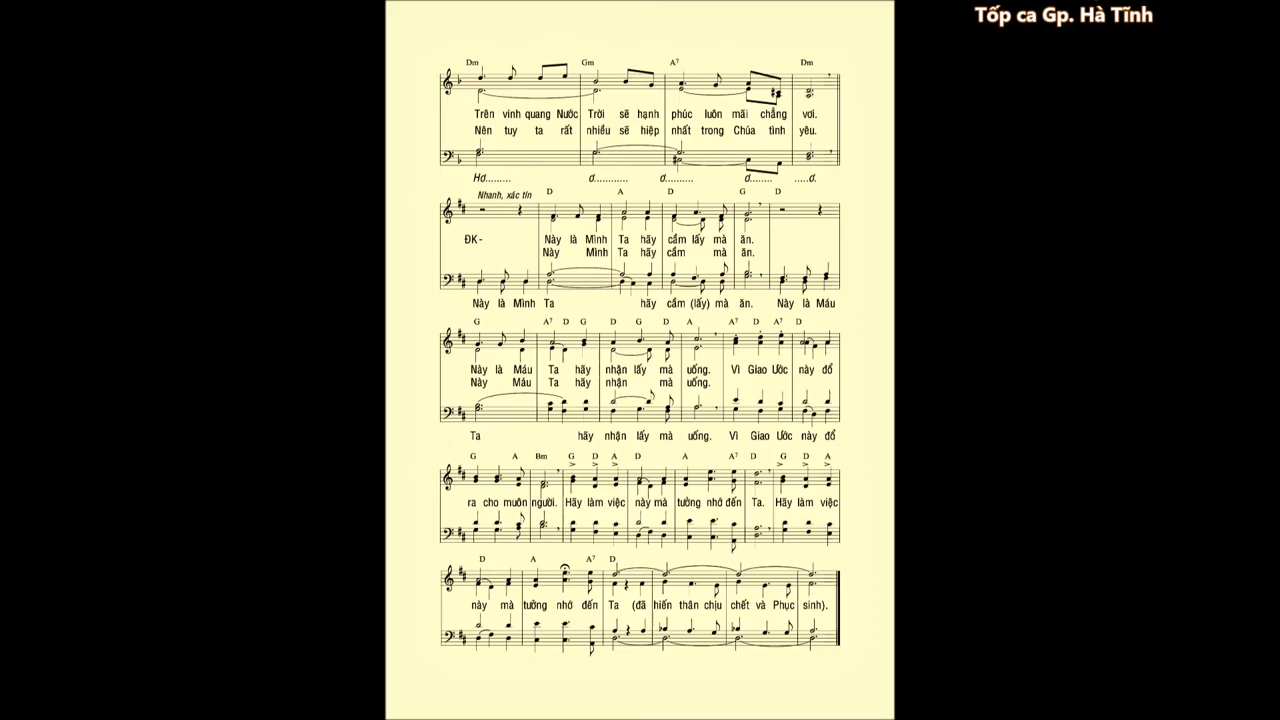 Tốp ca Gp. Hà Tĩnh
Dm Gm A7 Dm
Trên vinh quang Nước Trời sẽ hạnh phúc luôn mãi chẳng vơi.
Nên tuy ta rất nhiều sẽ hiệp nhất trong Chúa tình yêu.
Hơ......... ơ............ ơ.......... ơ........ .....ơ.
Nhanh, xác tín D A D G D
ĐK- Này là Mình Ta hãy cầm lấy mà ăn.
Này Mình Ta hãy cầm mà ăn.
Này là Mình Ta hãy cầm (lấy) mà ăn. Này là Máu
G A7 D G D G D A A7 D A7 D
Này là Máu Ta hãy nhận lấy mà uống. Vì Giao Ước này đổ
Này Máu Ta hãy nhận mà uống.
Ta hãy nhận lấy mà uống. Vì Giao Ước này đổ
G A Bm G D A D A A7 D G D A
ra cho muôn người. Hãy làm việc này mà tưởng nhớ đến Ta. Hãy làm việc
D A A7 D
này mà tưởng nhớ đến Ta (đã hiến thân chịu chết và Phục sinh).